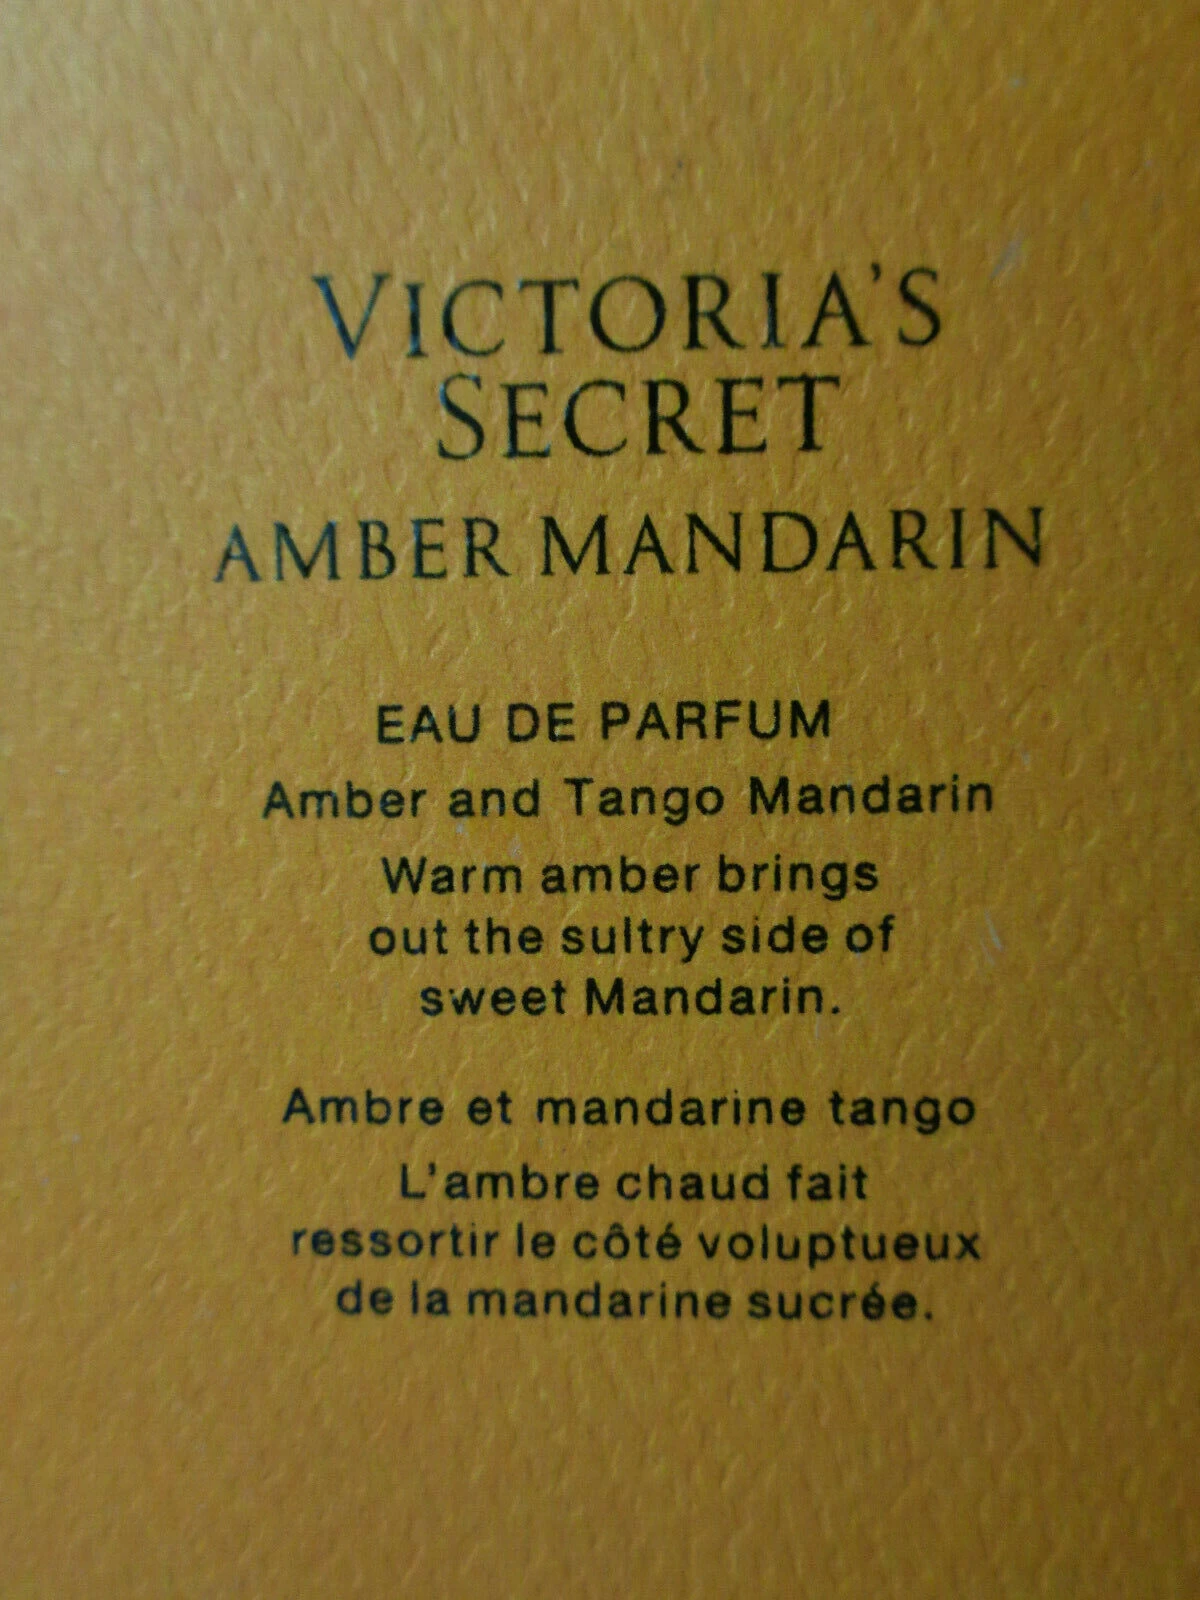 VICTORIA'S
SECRET
AMBER MANDARIN
EAU DE PARFUM
Amber and Tango Mandarin
Warm amber brings
out the sultry side of
sweet Mandarin.
Ambre et mandarine tango
L'ambre chaud fait
ressortir le côté voluptueux
de la mandarine sucrée.